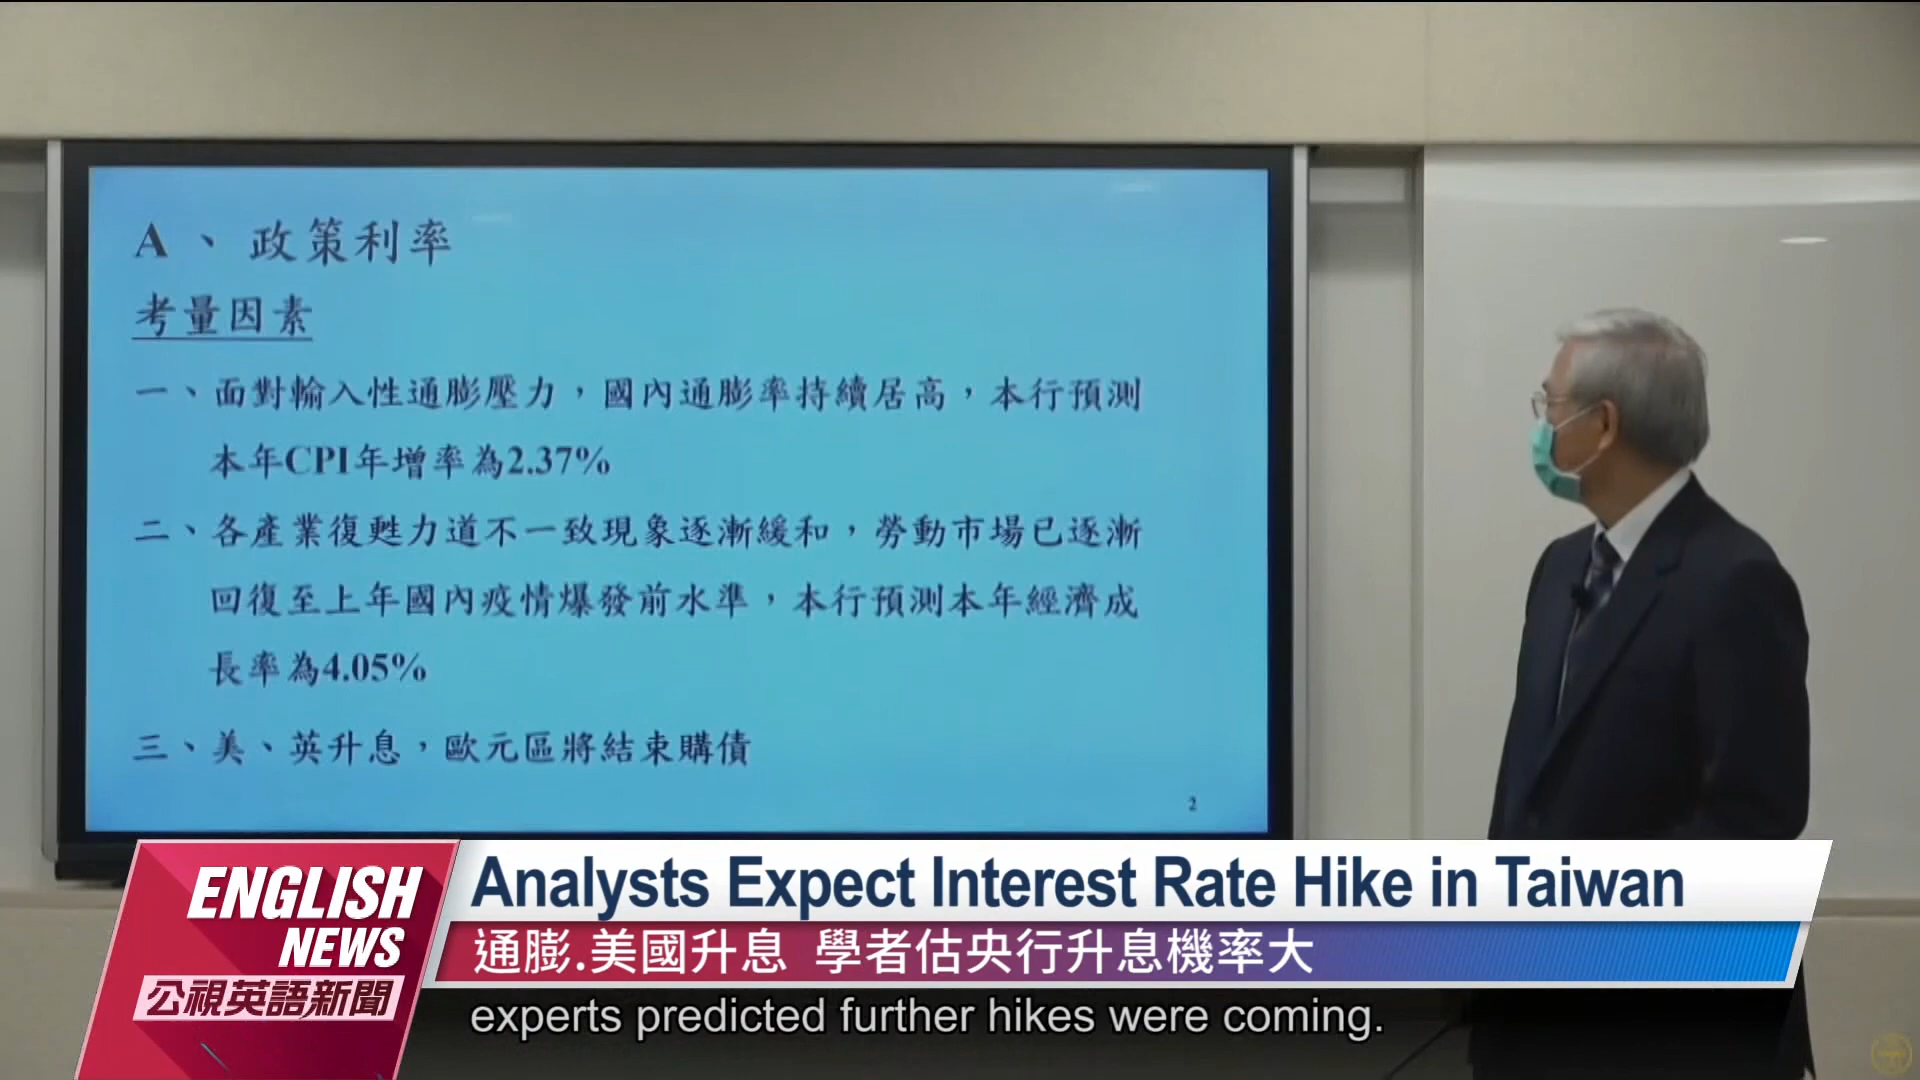 A、政策利率
考量因素
一、面對輸入性通膨壓力，國內通膨率持續居高，本行預測
本年CPI年增率為2.37%
二、各產業復甦力道不一致現象逐漸緩和，勞動市場已逐漸
回復至上年國內疫情爆發前水準，本行預測本年經濟成
長率為4.05%
三、美、英升息，歐元區將結束購債
2
ENGLISH
NEWS
公視英語新聞
Analysts Expect Interest Rate Hike in Taiwan
通膨.美國升息 學者估央行升息機率大
experts predicted further hikes were coming.